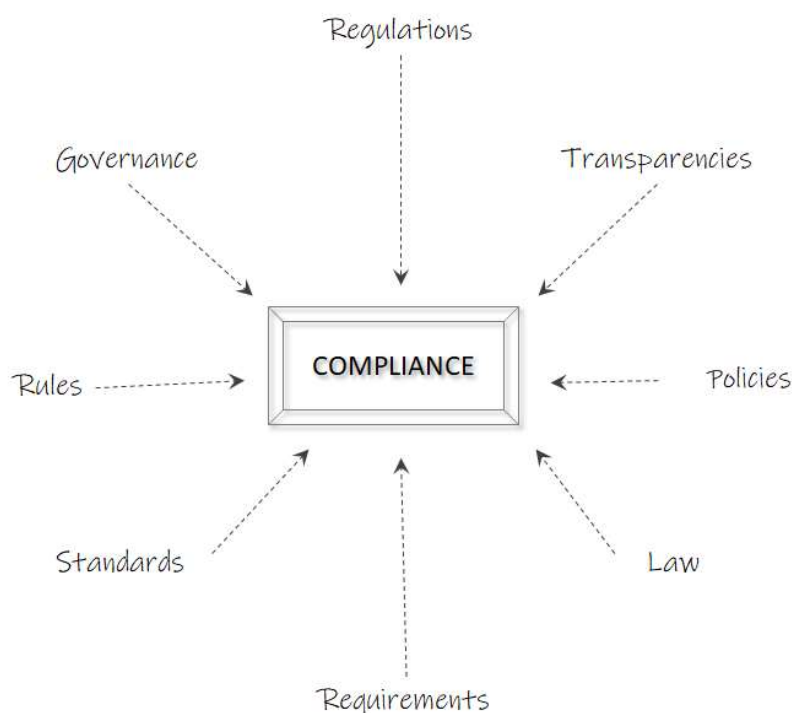 Regulations
Governance
Transparencies
COMPLIANCE
Rules
Policies
Standards
Law
Requirements